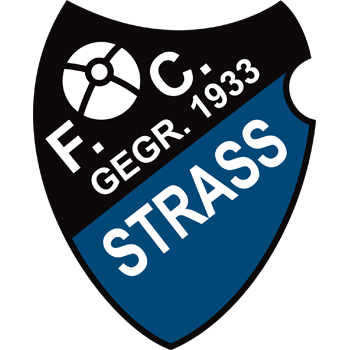 F. C.
GEGR. 1933
STRASS